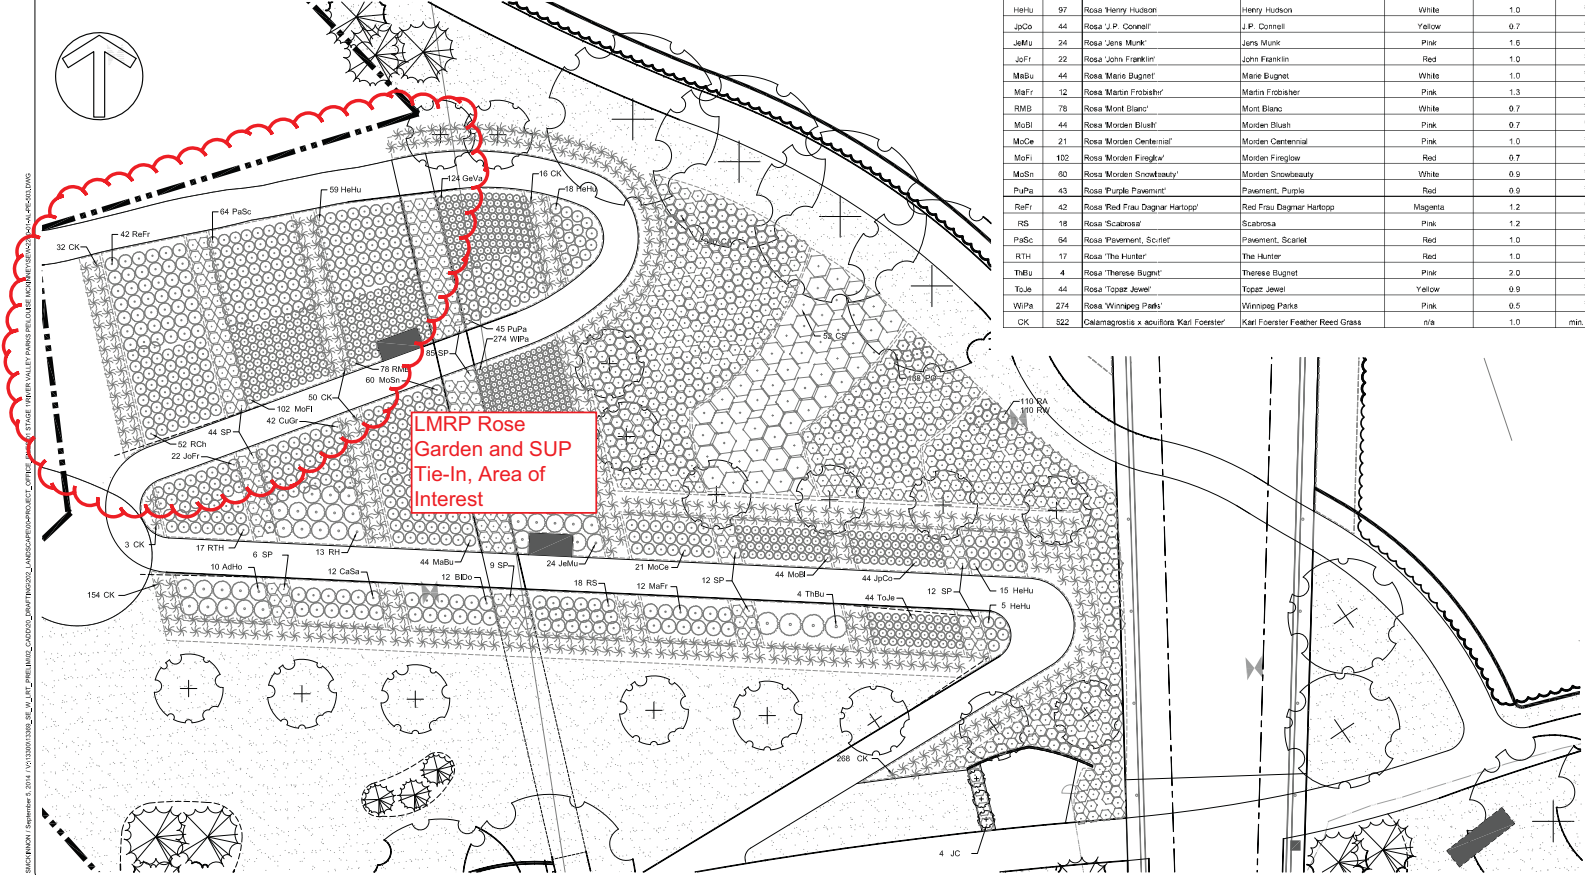 HeHu 97 Rosa 'Henry Hudson' Henry Hudson White 1.0
JpCo 44 Rosa 'J.P. Connell' J.P. Connell Yellow 0.7
JeMu 24 Rosa 'Jens Munk' Jens Munk Pink 1.6
JoFr 22 Rosa 'John Franklin' John Franklin Red 1.0
MaBu 44 Rosa 'Marie Bugnet' Marie Bugnet White 1.0
MaFr 12 Rosa 'Martin Frobisher' Martin Frobisher Pink 1.3
RMB 78 Rosa 'Mont Blanc' Mont Blanc White 0.7
MoBl 44 Rosa 'Morden Blush' Morden Blush Pink 0.7
MoCe 21 Rosa 'Morden Centennial' Morden Centennial Pink 1.0
MoFi 102 Rosa 'Morden Fireglow' Morden Fireglow Red 0.7
MoSn 60 Rosa 'Morden Snowbeauty' Morden Snowbeauty White 0.9
PuPa 43 Rosa 'Purple Pavement' Pavement, Purple Red 0.9
ReFr 42 Rosa 'Red Frau Dagmar Hartopp' Red Frau Dagmar Hartopp Magenta 1.2
RS 18 Rosa 'Scabrosa' Scabrosa Pink 1.2
PaSc 64 Rosa 'Pavement, Scarlet' Pavement, Scarlet Red 1.0
RTH 17 Rosa 'The Hunter' The Hunter Red 1.0
ThBu 4 Rosa 'Therese Bugnet' Therese Bugnet Pink 2.0
ToJe 44 Rosa 'Topaz Jewel' Topaz Jewel Yellow 0.9
WiPa 274 Rosa 'Winnipeg Parks' Winnipeg Parks Pink 0.5
CK 522 Calamagrostis x acutiflora 'Karl Foerster' Karl Foerster Feather Reed Grass n/a 1.0 min.
124 GeVa
16 CK
18 HeHu
59 HeHu
64 PaSc
42 ReFr
32 CK
45 PuPa
274 WiPa
85 SP
78 RMB
60 MoSn
50 CK
102 MoFl
42 CuGr
44 SP
52 RCh
22 JoFr
52 CS
168 PG
110 RA
110 RW
LMRP Rose
Garden and SUP
Tie-In, Area of
Interest
3 CK
17 RTH
6 SP
13 RH
44 MaBu
9 SP
24 JeMu
21 MoCe
12 SP
44 MoBl
44 JpCo
12 SP
15 HeHu
5 HeHu
10 AdHo
12 CaSa
12 BlDo
18 RS
12 MaFr
4 ThBu
44 ToJe
154 CK
268 CK
4 JC